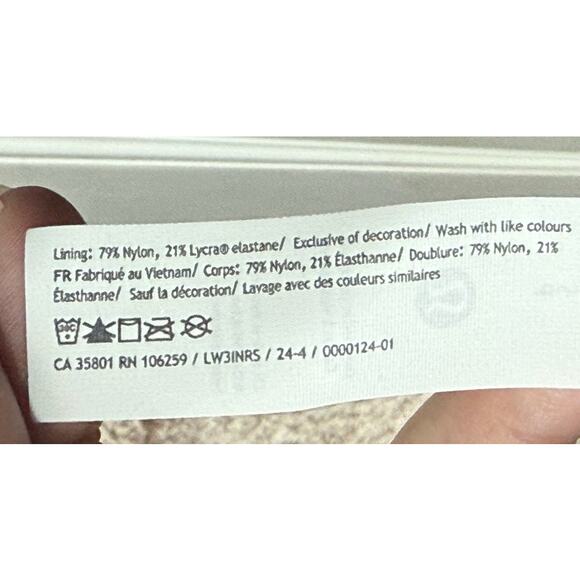 Lining: 79% Nylon, 21% Lycra® elastane/ Exclusive of decoration/ Wash with like colours
FR Fabriqué au Vietnam/ Corps: 79% Nylon, 21% Élasthanne/ Doublure: 79% Nylon, 21%
Élasthanne/ Sauf la décoration/ Lavage avec des couleurs similaires
CA 35801 RN 106259 / LW3INRS / 24-4 / 0000124-01